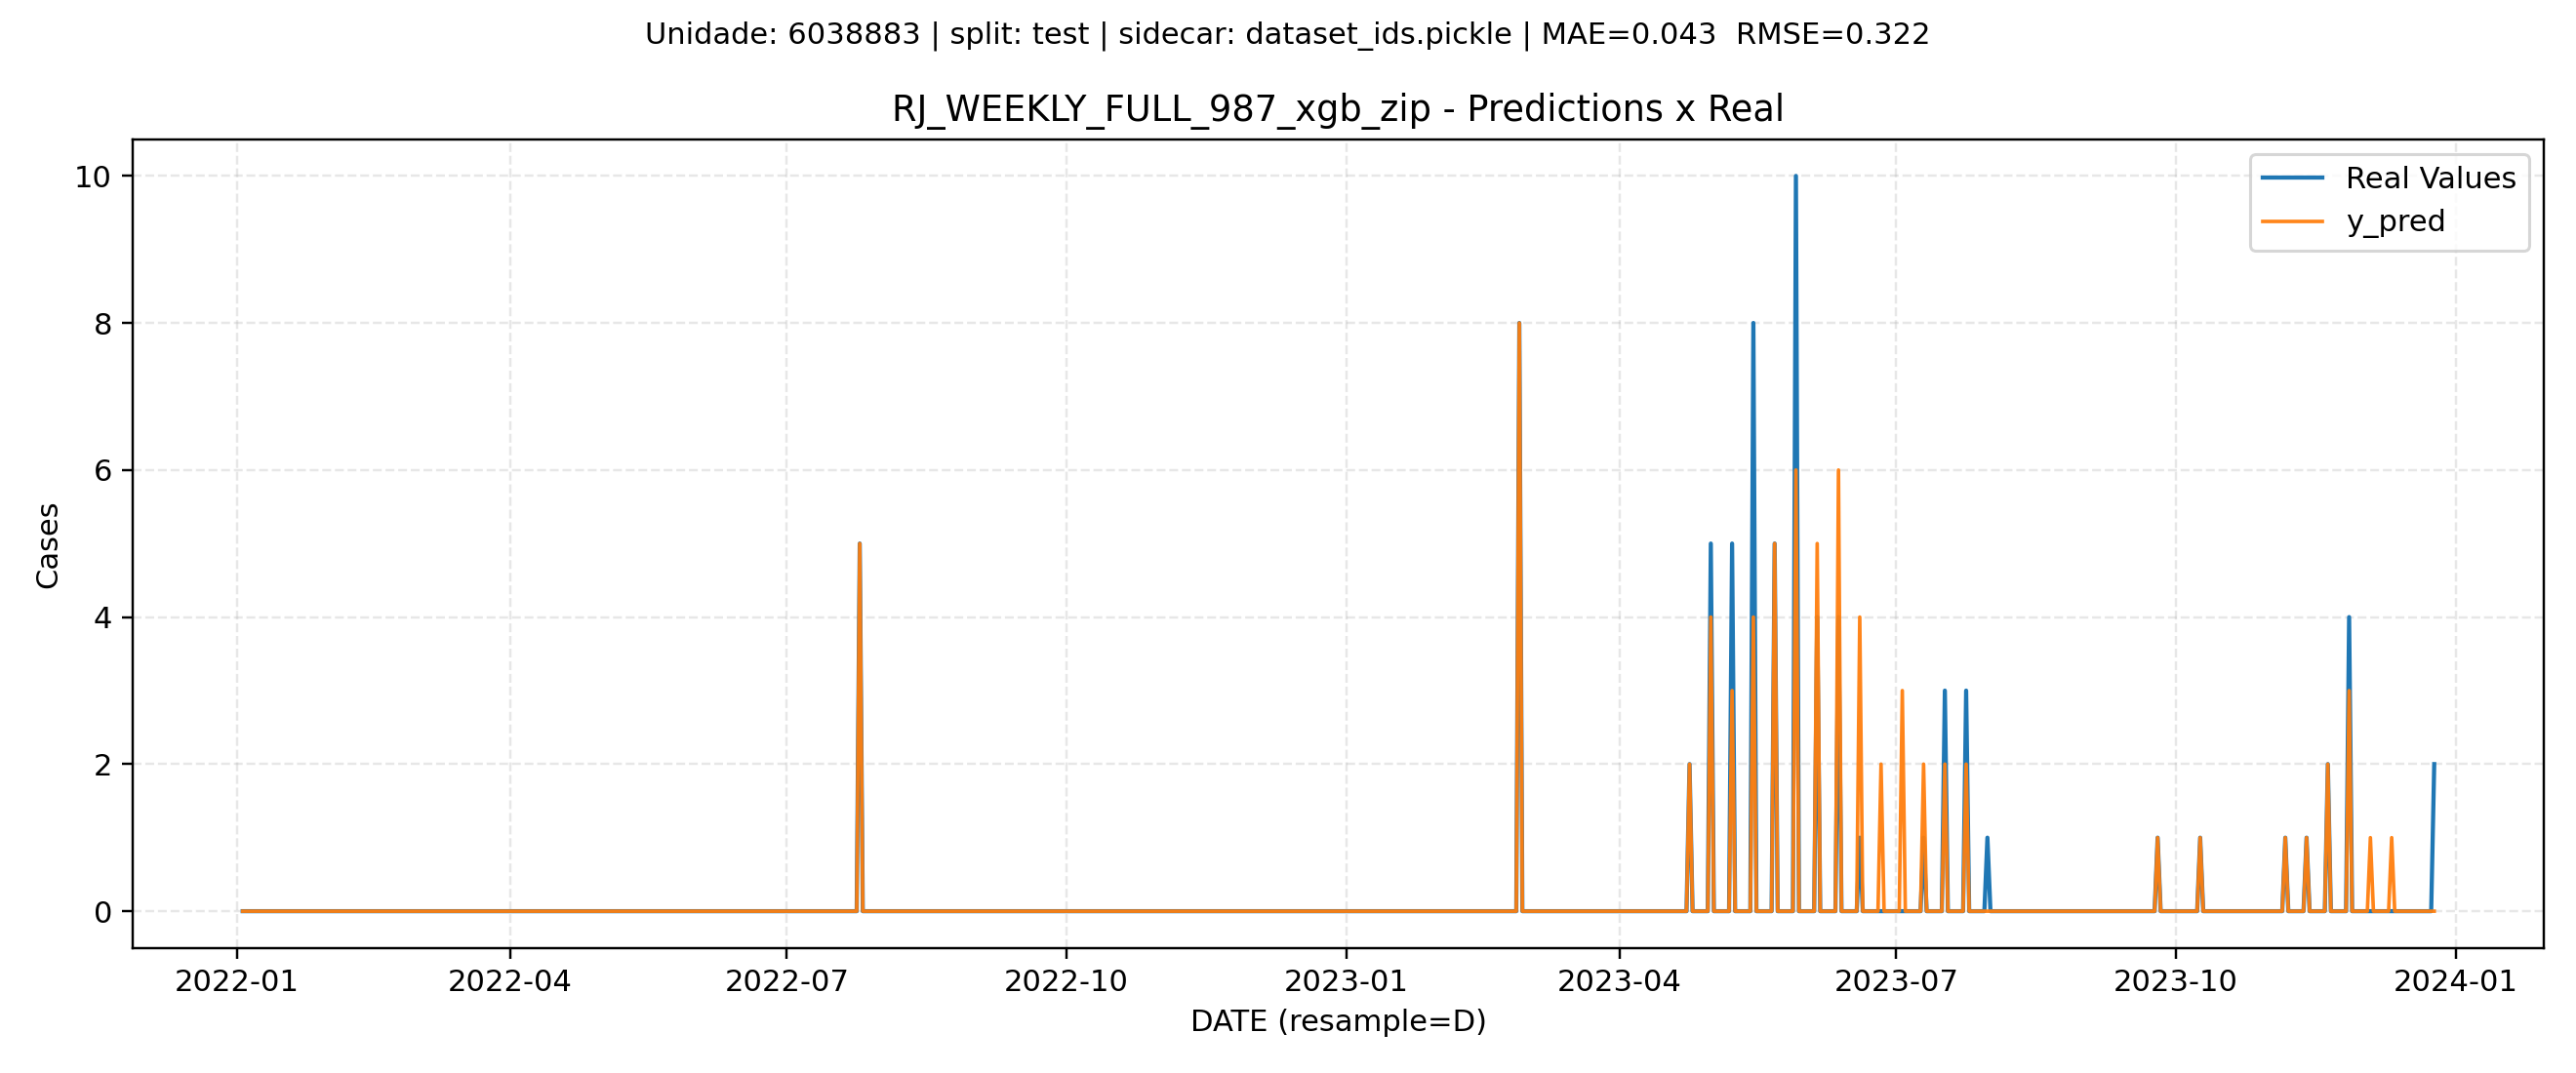 Unidade: 6038883 | split: test | sidecar: dataset_ids.pickle | MAE=0.043  RMSE=0.322
RJ_WEEKLY_FULL_987_xgb_zip - Predictions x Real
Real Values
y_pred
Cases
10
8
6
4
2
0
2022-01
2022-04
2022-07
2022-10
2023-01
2023-04
2023-07
2023-10
2024-01
DATE (resample=D)